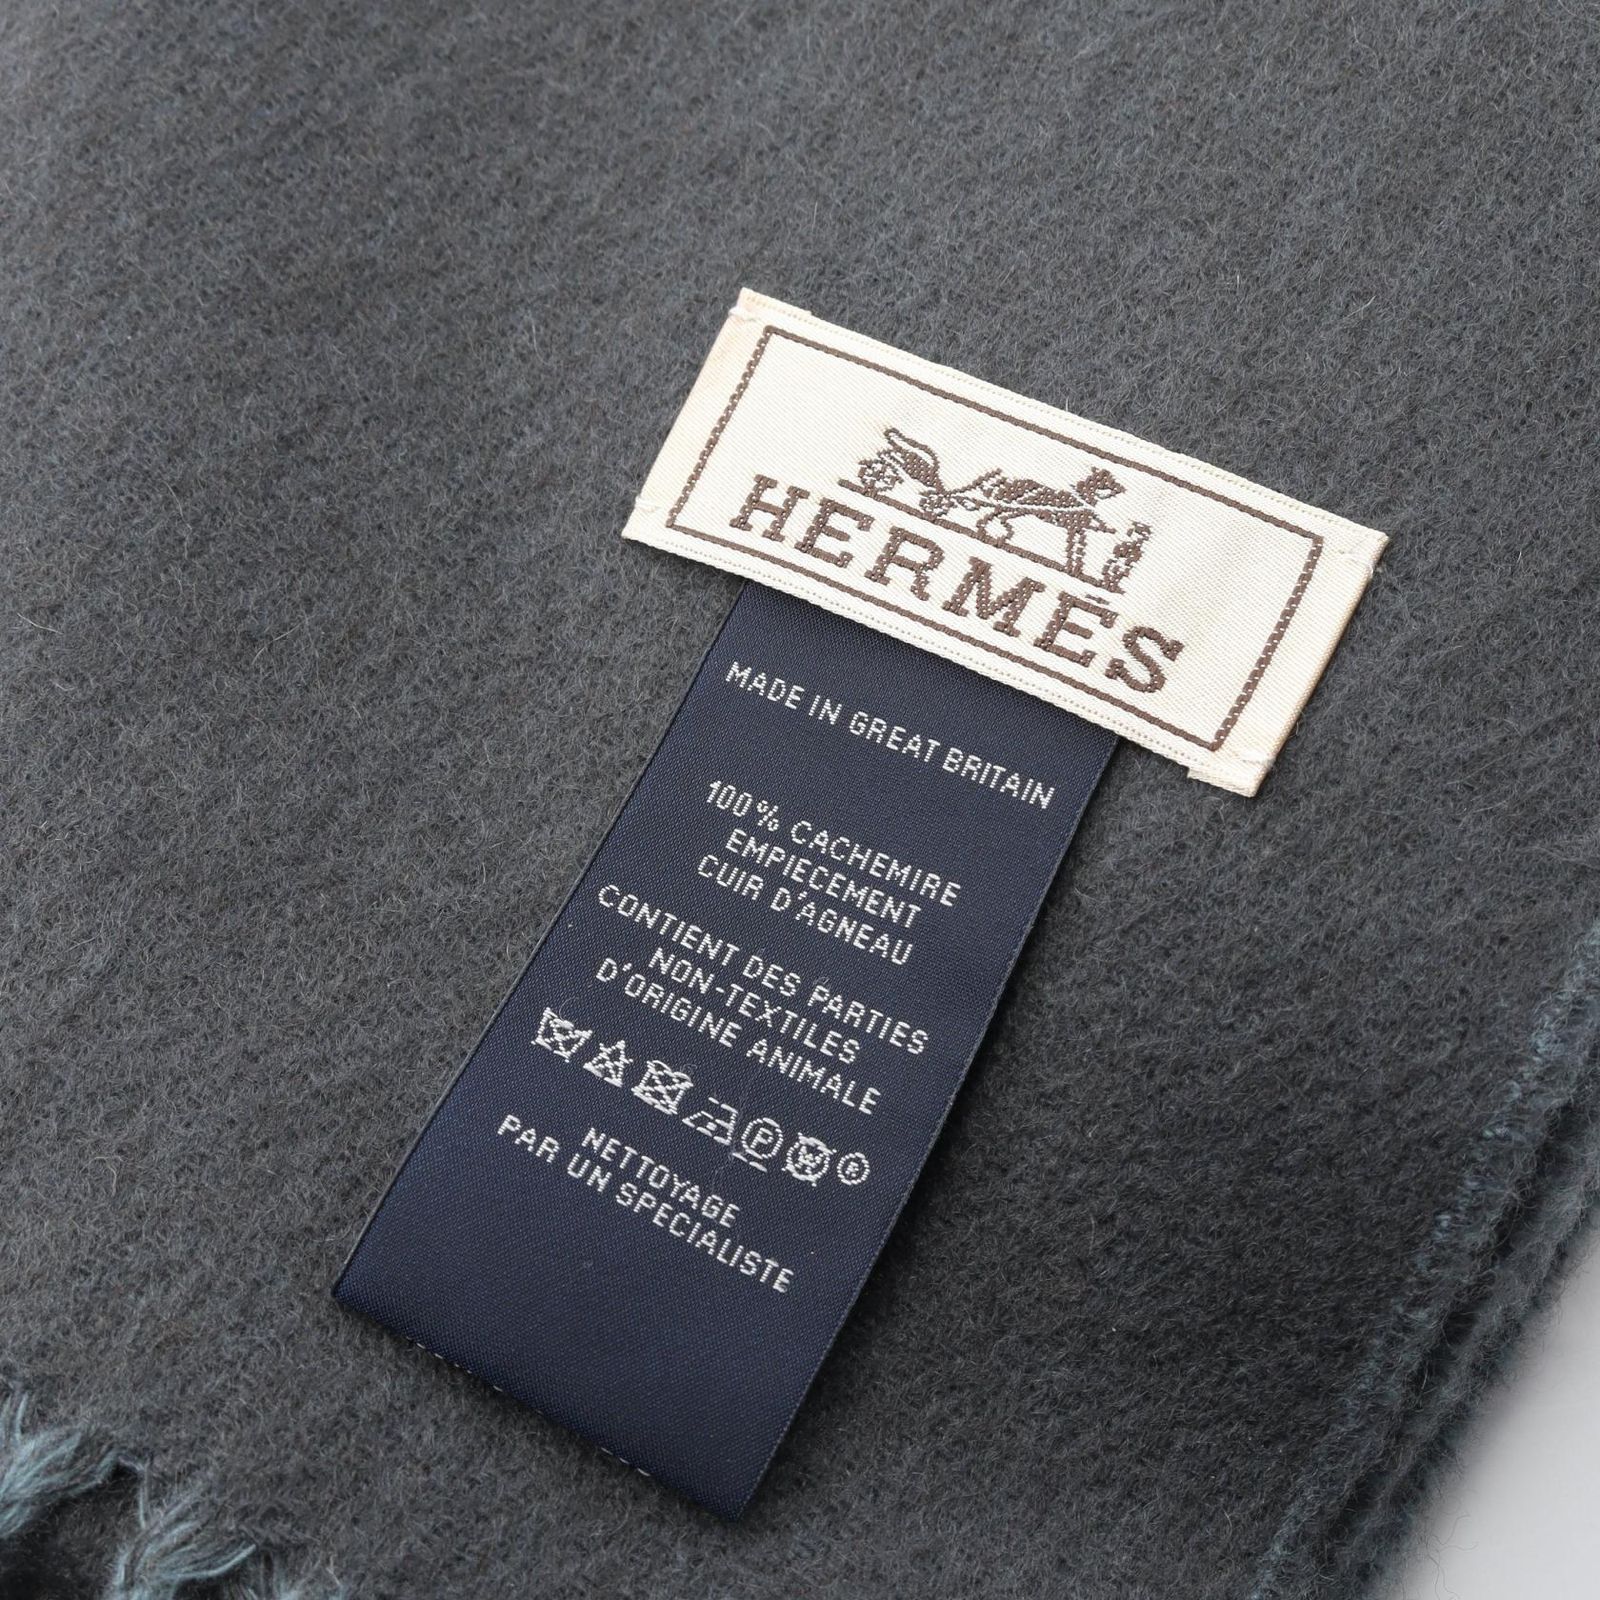 HERMÈS
MADE IN GREAT BRITAIN
100% CACHEMIRE
EMPIECEMENT
CUIR D'AGNEAU
CONTIENT DES PARTIES
NON-TEXTILES
D'ORIGINE ANIMALE
P W ®
NETTOYAGE
PAR UN SPECIALISTE